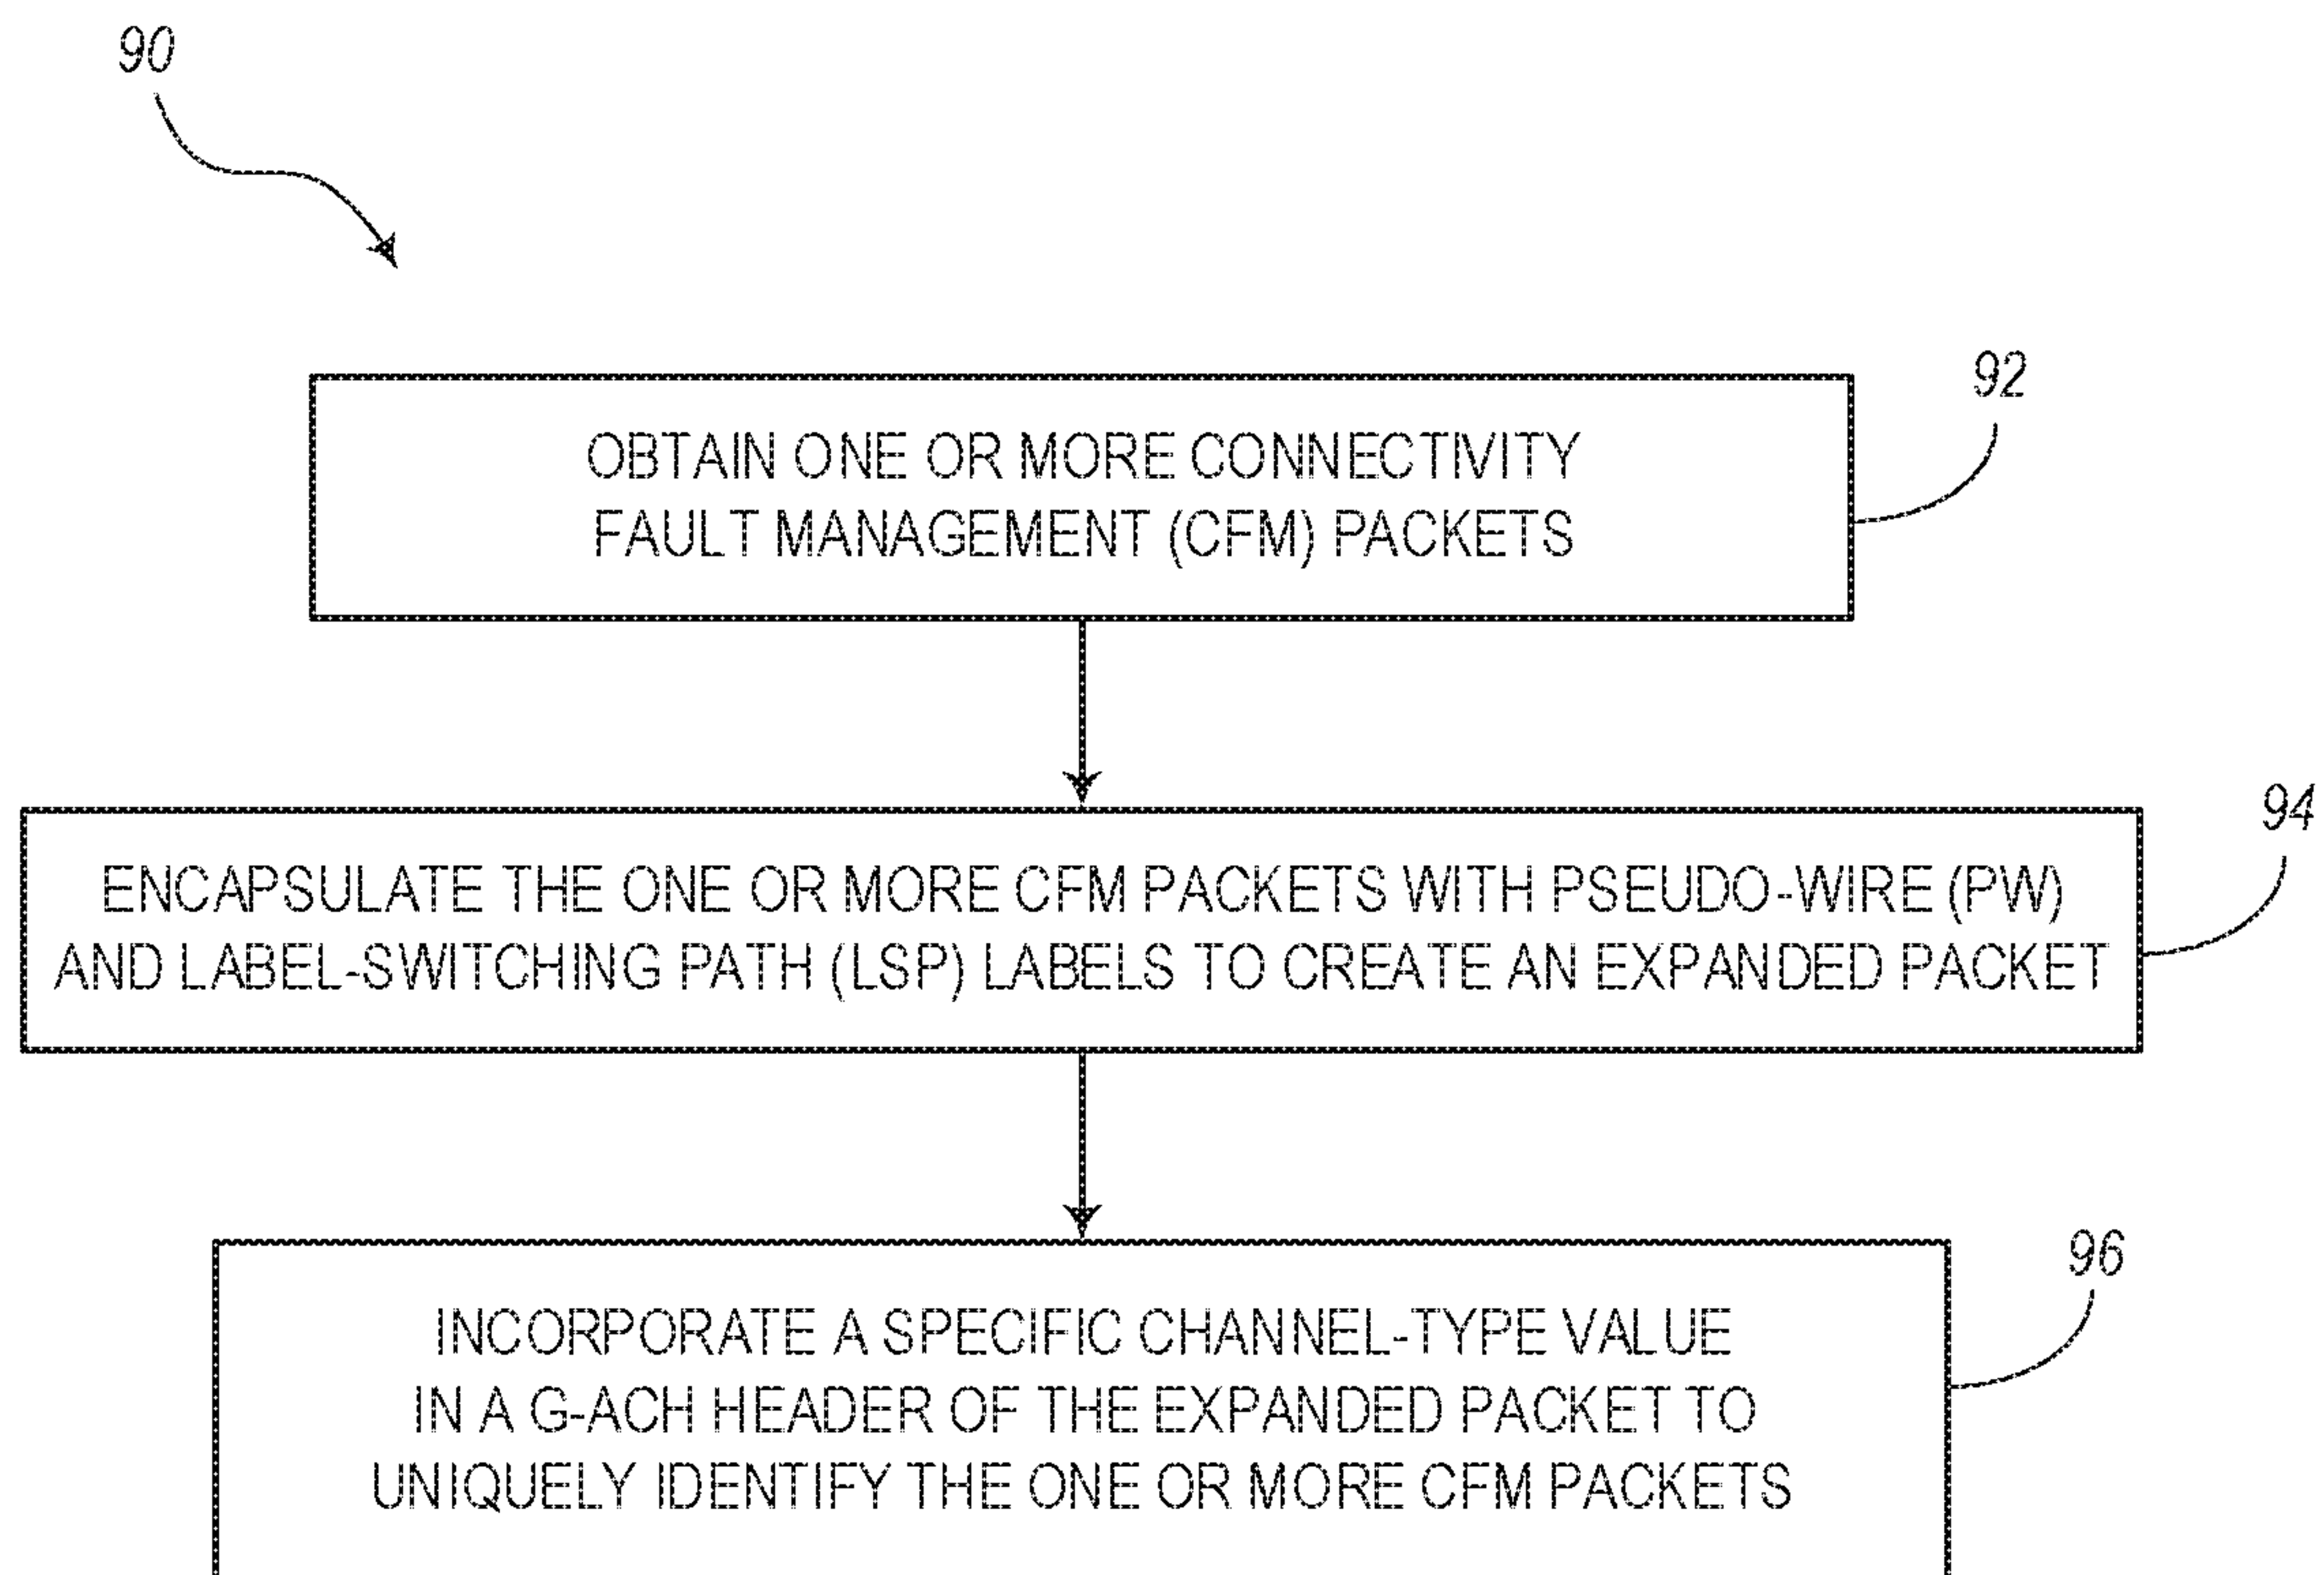 90
92
OBTAIN ONE OR MORE CONNECTIVITY
FAULT MANAGEMENT (CFM) PACKETS
94
ENCAPSULATE THE ONE OR MORE CFM PACKETS WITH PSEUDO-WIRE (PW)
AND LABEL-SWITCHING PATH (LSP) LABELS TO CREATE AN EXPANDED PACKET
96
INCORPORATE A SPECIFIC CHANNEL-TYPE VALUE
IN A G-ACH HEADER OF THE EXPANDED PACKET TO
UNIQUELY IDENTIFY THE ONE OR MORE CFM PACKETS